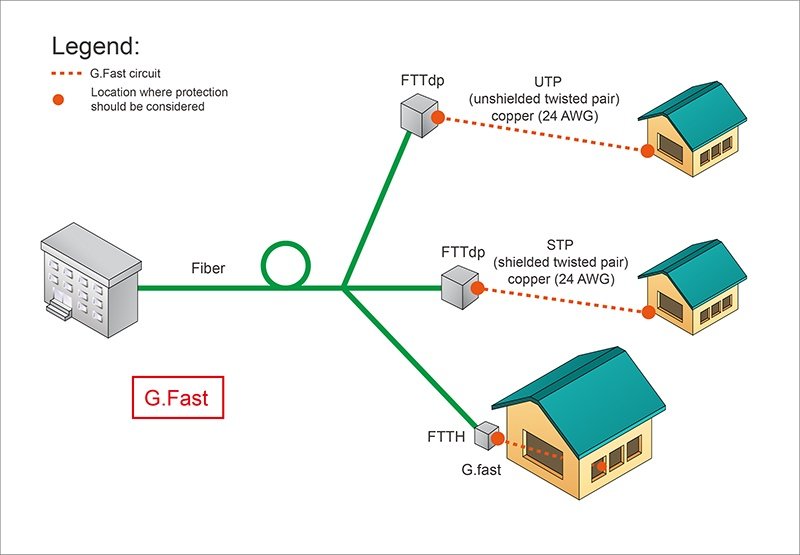 Legend:
G.Fast circuit
Location where protection
should be considered
FTTdp
UTP
(unshielded twisted pair)
copper (24 AWG)
Fiber
FTTdp
STP
(shielded twisted pair)
copper (24 AWG)
G.Fast
FTTH
G.fast